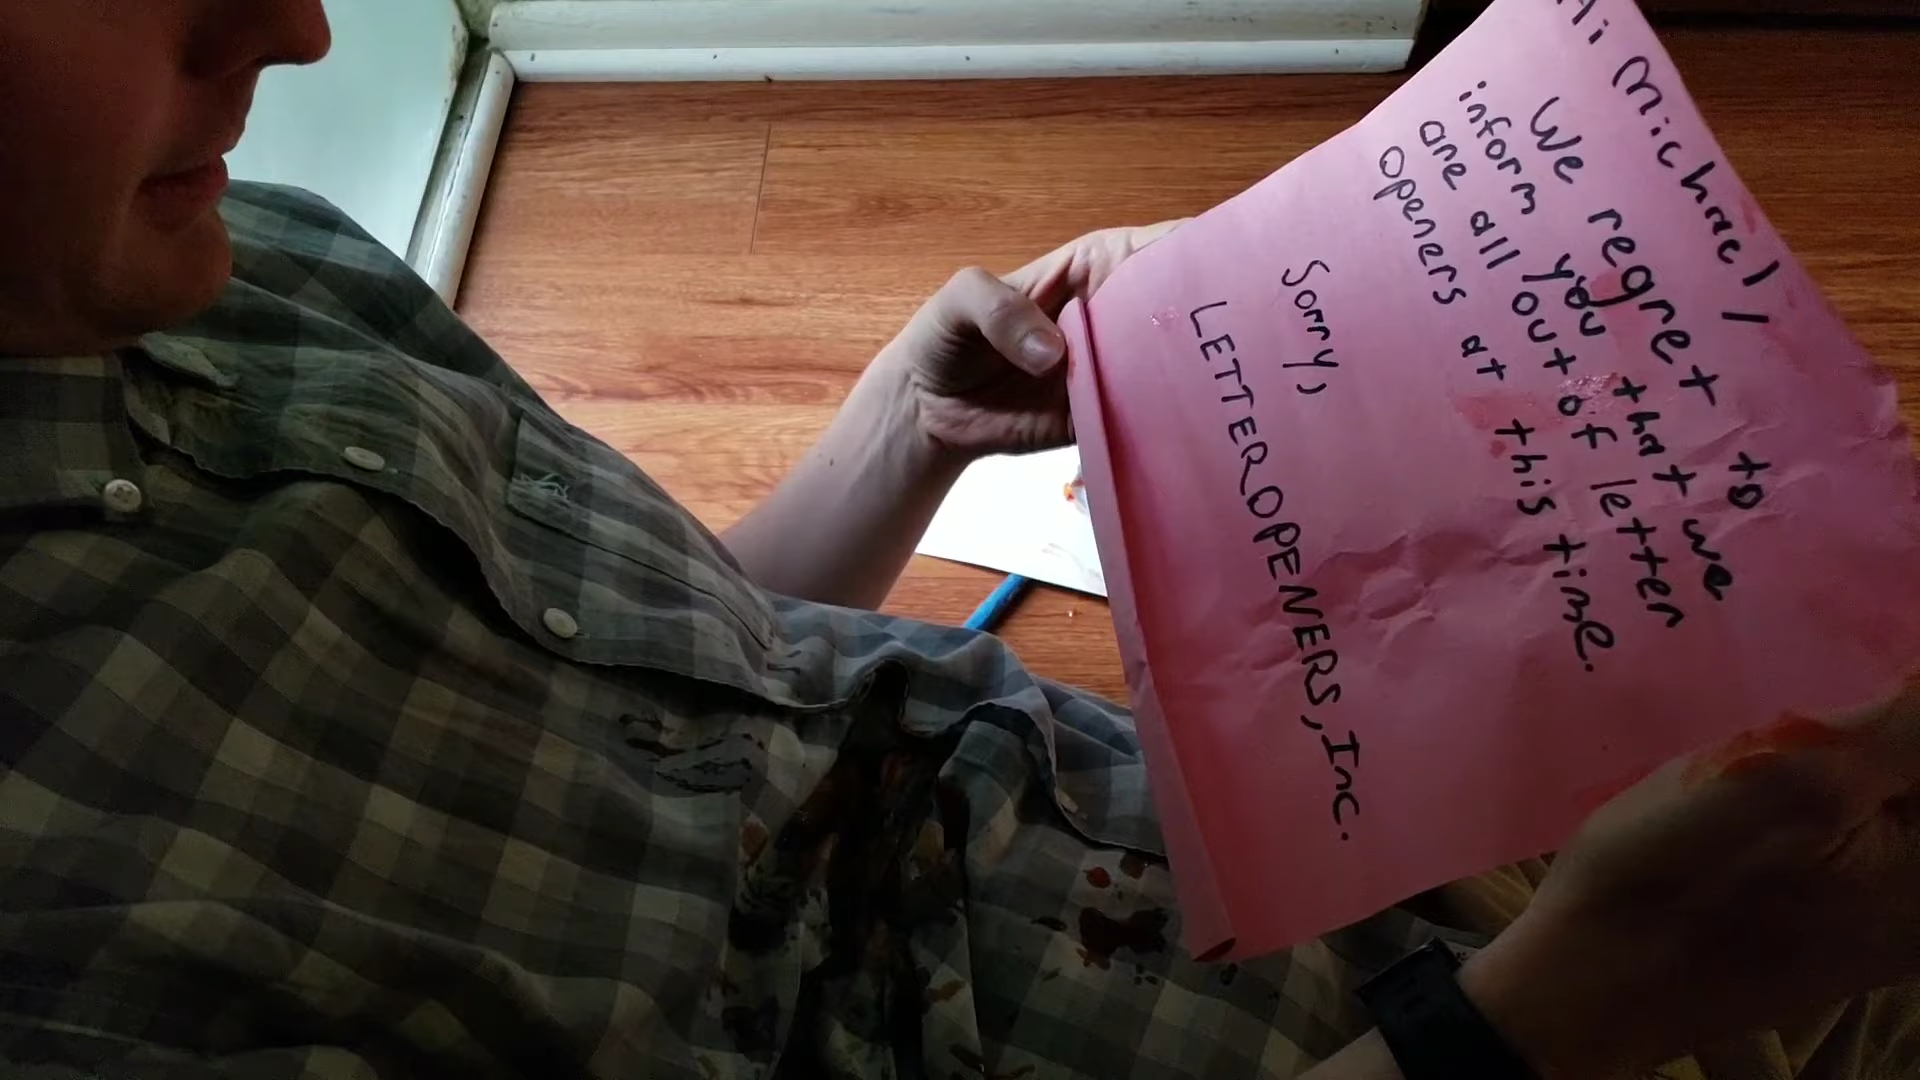 Hi Michael,
We regret to
inform you that we
are all out of letter
openers at this time.
Sorry,
LETTEROPENERS, Inc.